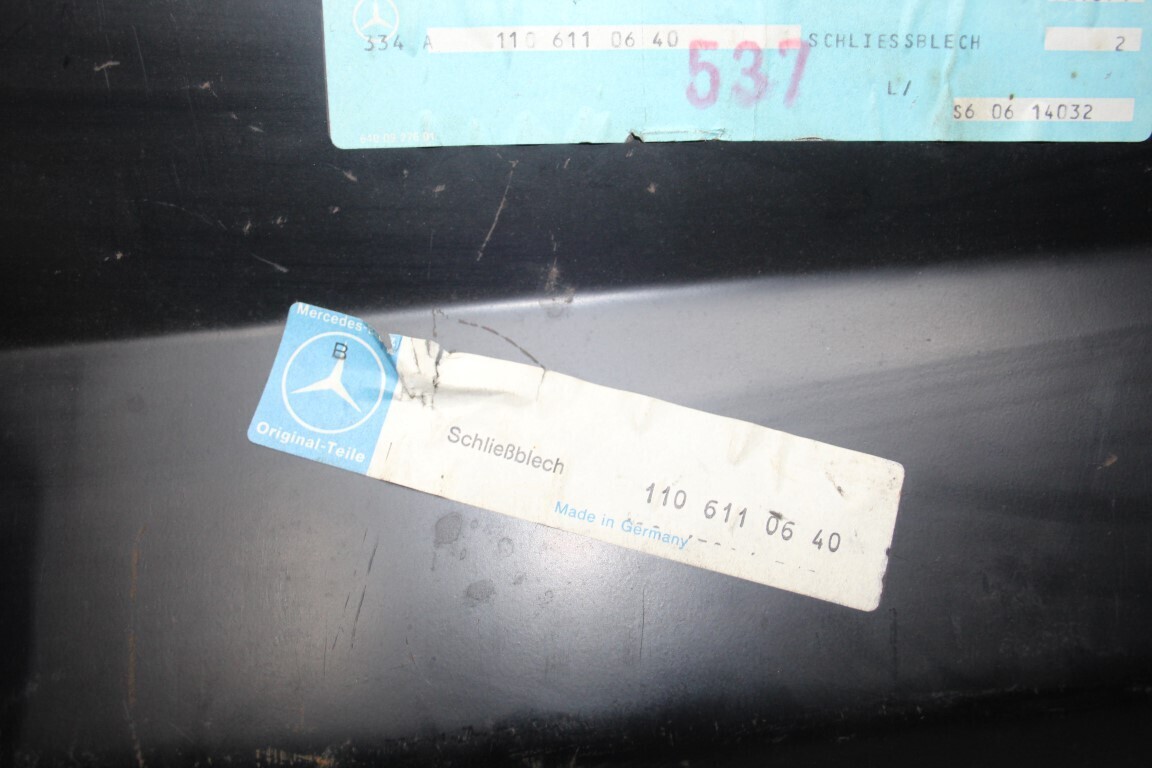 334 A 110 611 06 40 SCHLIESSBLECH 2
537
L/
S6 06 14032
Mercedes-
B
Original-Teile
Schließblech
110 611 06 40
Made in Germany